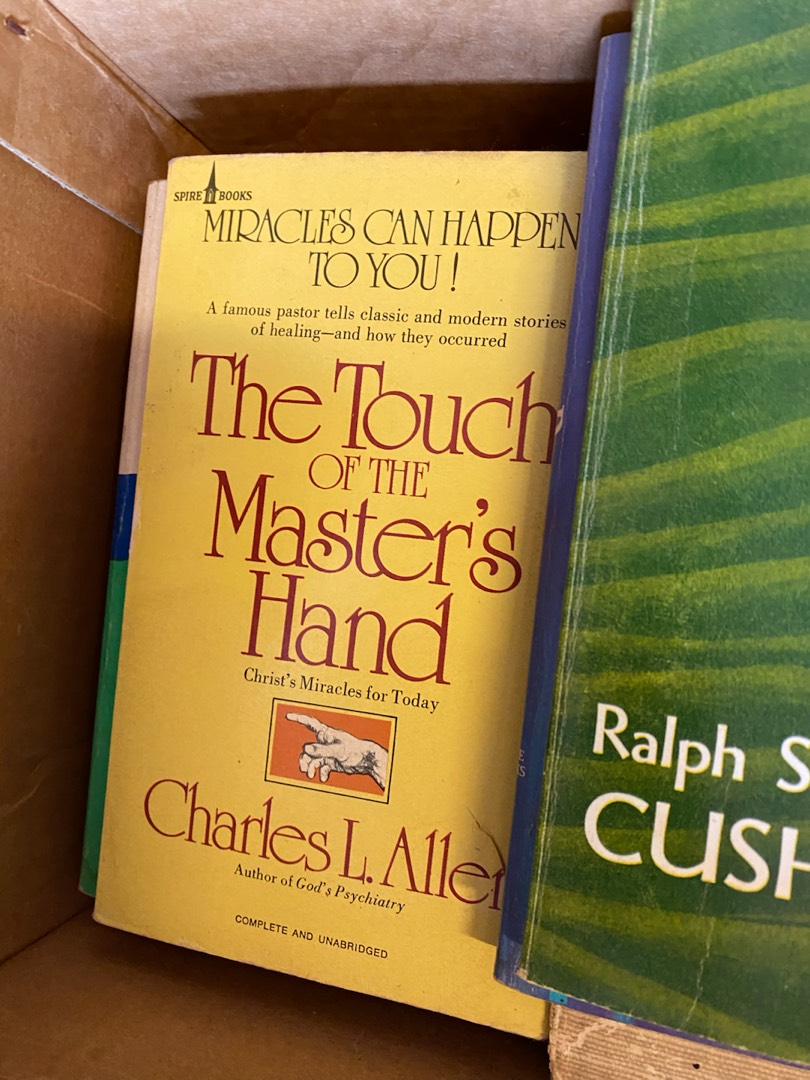 SPIRE BOOKS
MIRACLES CAN HAPPEN
TO YOU!
A famous pastor tells classic and modern stories
of healing—and how they occurred
The Touch
OF THE
Master's
Hand
Christ's Miracles for Today
Charles L. Allen
Author of God's Psychiatry
COMPLETE AND UNABRIDGED
Ralph S
CUSH